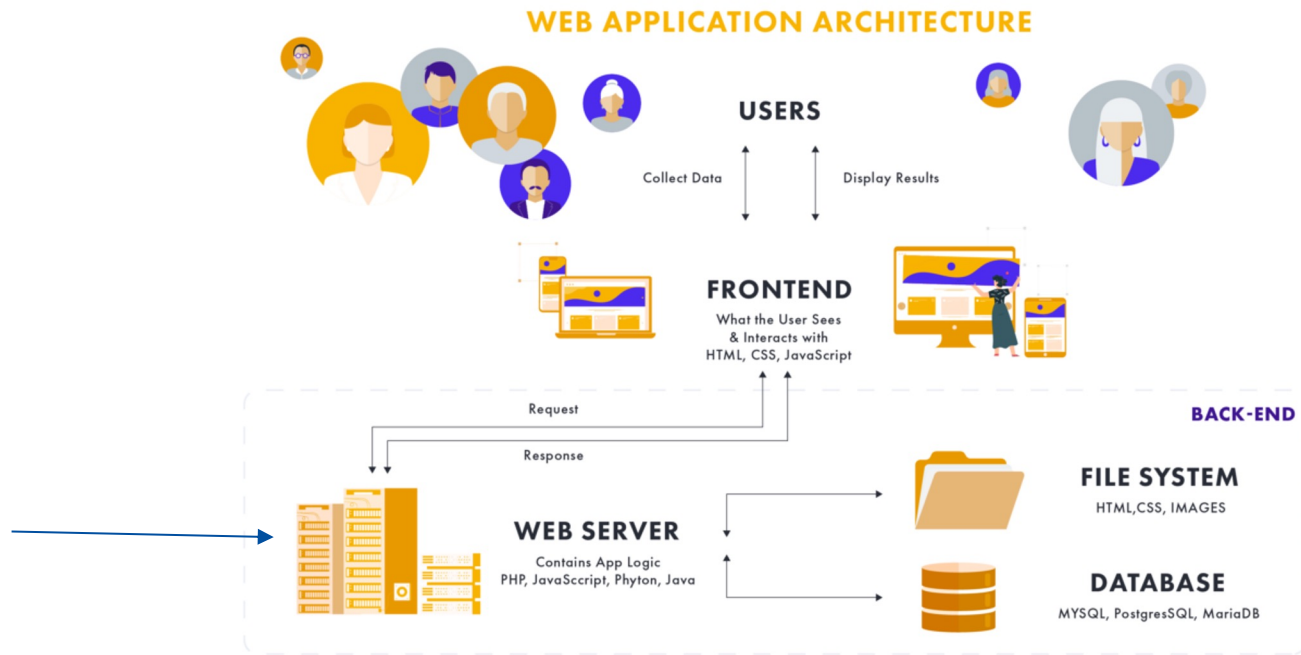 WEB APPLICATION ARCHITECTURE
USERS
Collect Data
Display Results
FRONTEND
What the User Sees
& Interacts with
HTML, CSS, JavaScript
Request
BACK-END
Response
FILE SYSTEM
HTML,CSS, IMAGES
WEB SERVER
Contains App Logic
PHP, JavaSccript, Phyton, Java
DATABASE
MYSQL, PostgresSQL, MariaDB